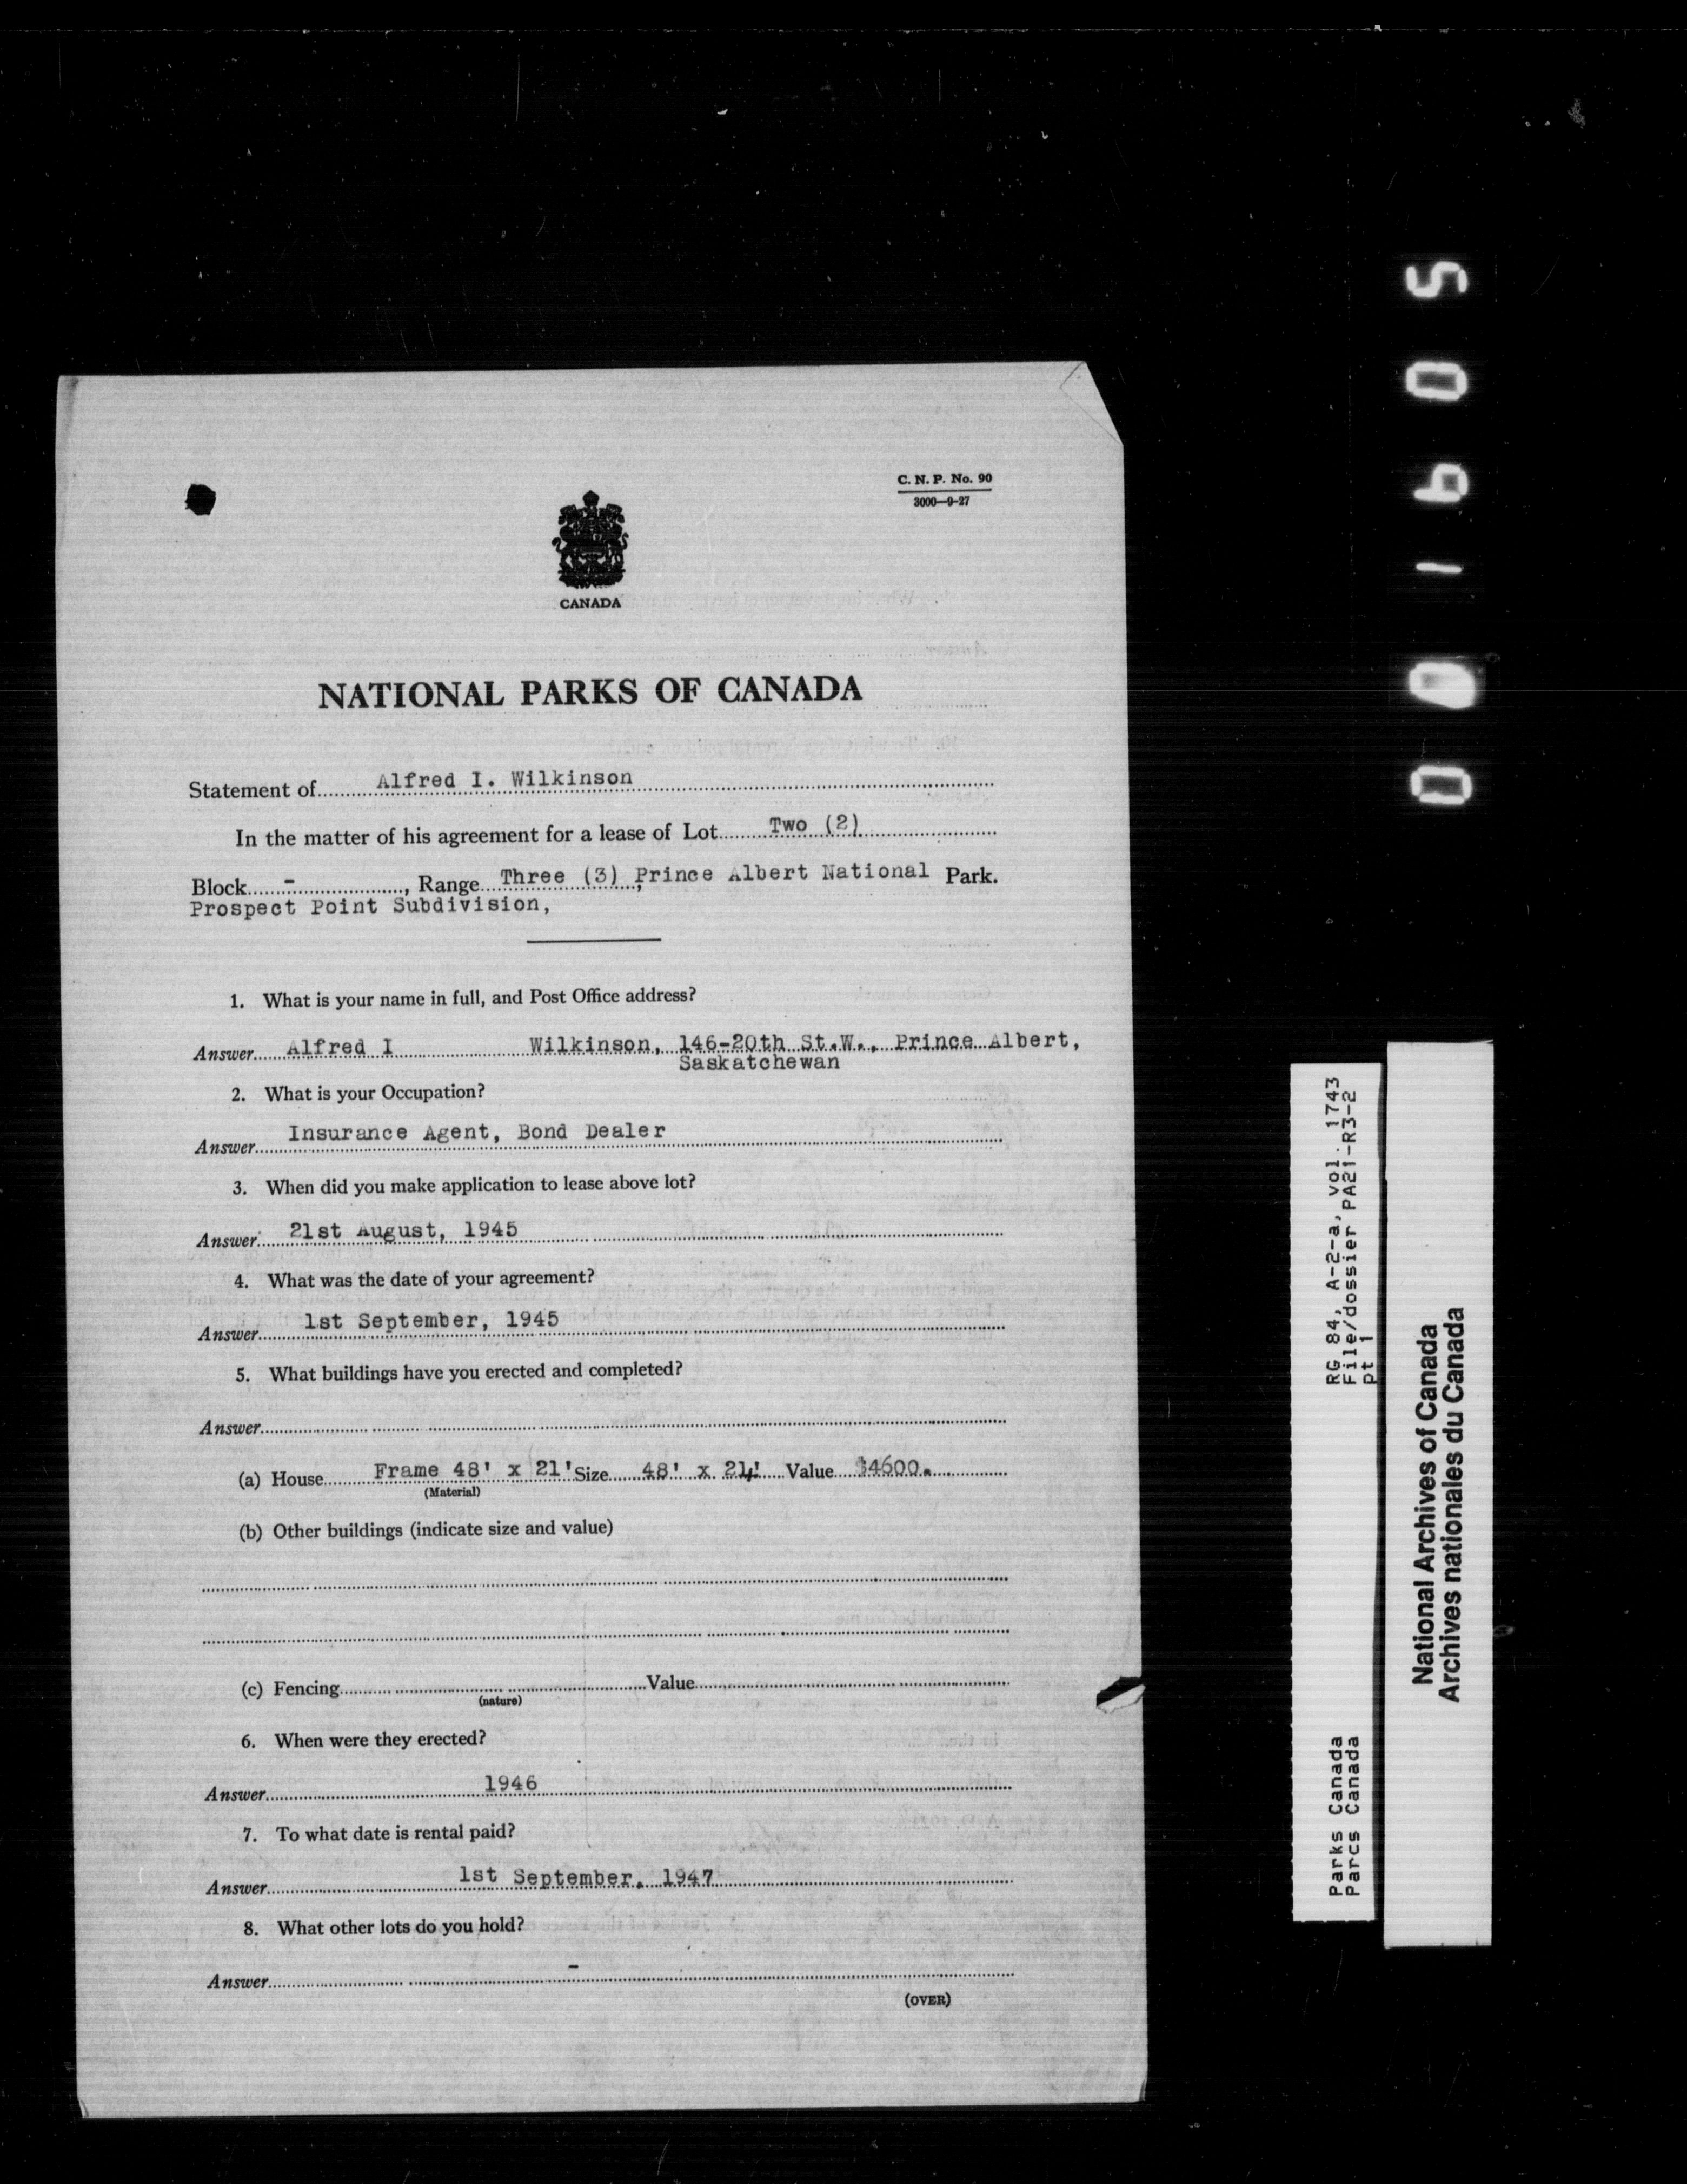 C. N. P. No. 90
3000—9-27
CANADA
NATIONAL PARKS OF CANADA
Statement of Alfred I. Wilkinson
In the matter of his agreement for a lease of Lot Two (2)
Block - , Range Three (3), Prince Albert National Park.
Prospect Point Subdivision,
1. What is your name in full, and Post Office address?
Answer Alfred I Wilkinson, 146-20th St.W., Prince Albert,
Saskatchewan
2. What is your Occupation?
Answer Insurance Agent, Bond Dealer
3. When did you make application to lease above lot?
Answer 21st August, 1945
4. What was the date of your agreement?
Answer 1st September, 1945
5. What buildings have you erected and completed?
Answer
(a) House Frame 48' x 21' Size 48' x 24' Value $4600.
(Material)
(b) Other buildings (indicate size and value)
(c) Fencing Value
(nature)
6. When were they erected?
Answer 1946
7. To what date is rental paid?
Answer 1st September, 1947
8. What other lots do you hold?
Answer -
(OVER)
001605
RG 84, A-2-a, vol. 1743
File/dossier PA21-R3-2
pt 1
Parks Canada
Parcs Canada
National Archives of Canada
Archives nationales du Canada